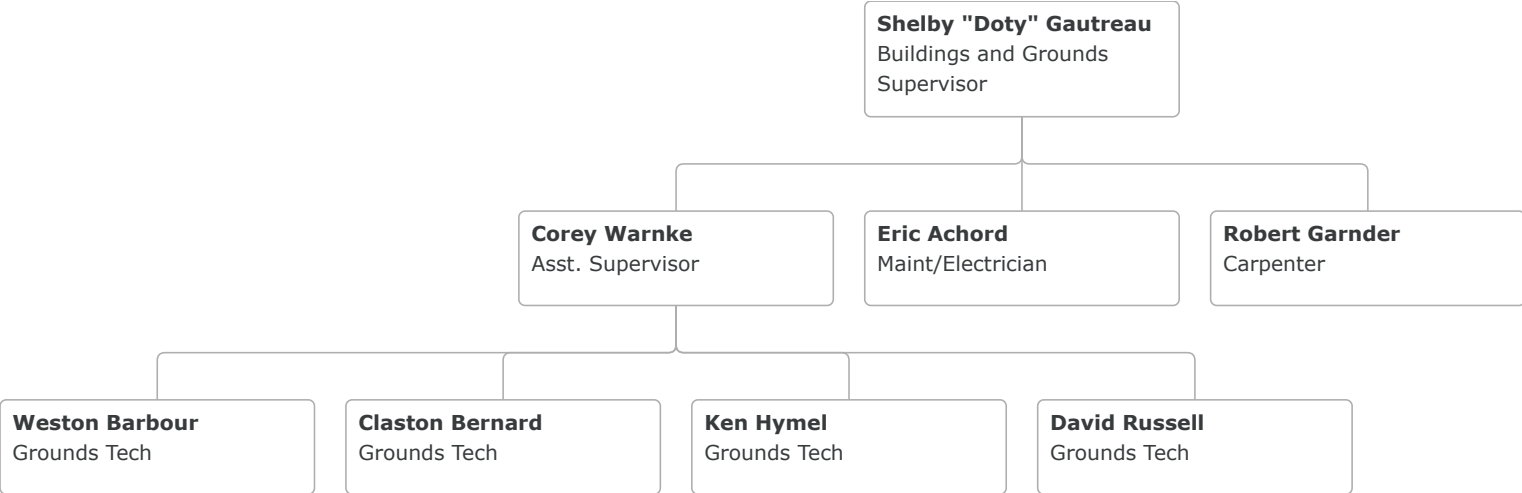 Shelby "Doty" Gautreau
Buildings and Grounds
Supervisor
Corey Warnke
Asst. Supervisor
Eric Achord
Maint/Electrician
Robert Garnder
Carpenter
Weston Barbour
Grounds Tech
Claston Bernard
Grounds Tech
Ken Hymel
Grounds Tech
David Russell
Grounds Tech